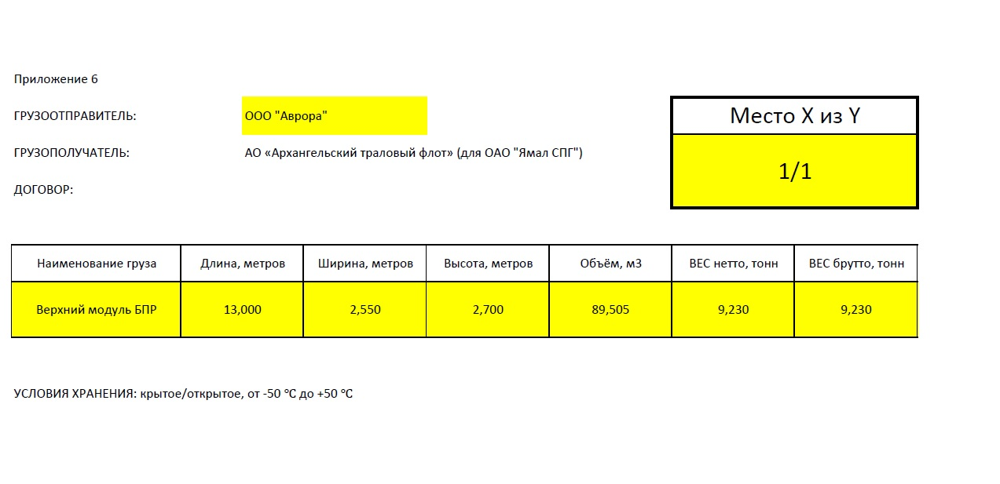 Приложение 6
ГРУЗООТПРАВИТЕЛЬ: ООО "Аврора"
ГРУЗОПОЛУЧАТЕЛЬ: АО «Архангельский траловый флот» (для ОАО "Ямал СПГ")
ДОГОВОР:
Место X из Y
1/1
Наименование груза Длина, метров Ширина, метров Высота, метров Объём, м3 ВЕС нетто, тонн ВЕС брутто, тонн
Верхний модуль БПР 13,000 2,550 2,700 89,505 9,230 9,230
УСЛОВИЯ ХРАНЕНИЯ: крытое/открытое, от -50 °С до +50 °С